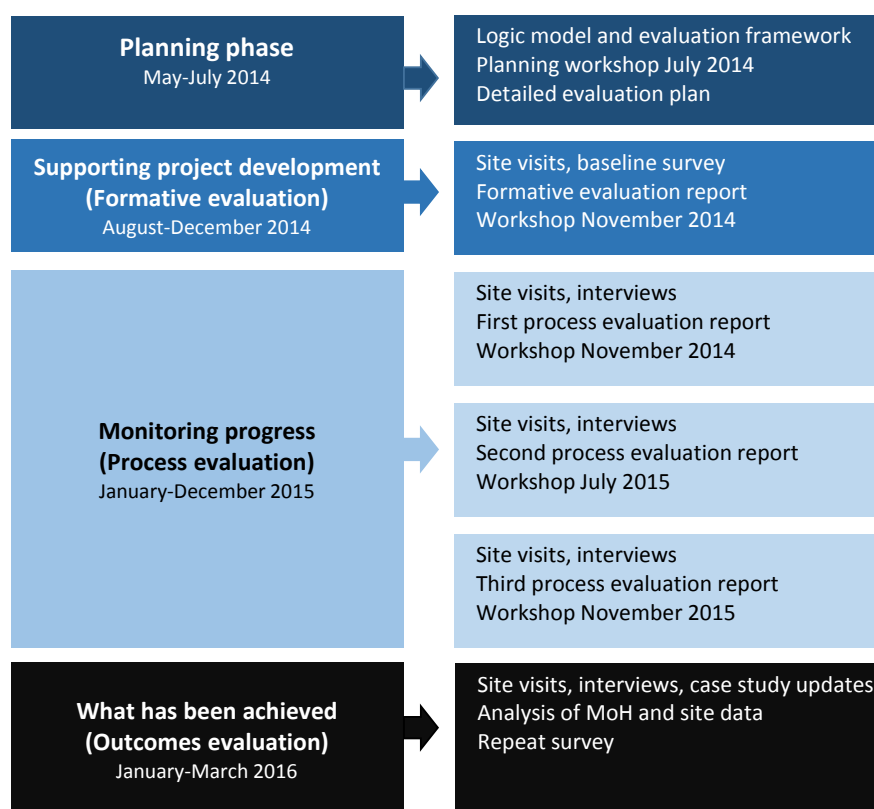 Planning phase
May-July 2014
Logic model and evaluation framework
Planning workshop July 2014
Detailed evaluation plan
Supporting project development
(Formative evaluation)
August-December 2014
Site visits, baseline survey
Formative evaluation report
Workshop November 2014
Monitoring progress
(Process evaluation)
January-December 2015
Site visits, interviews
First process evaluation report
Workshop November 2014
Site visits, interviews
Second process evaluation report
Workshop July 2015
Site visits, interviews
Third process evaluation report
Workshop November 2015
What has been achieved
(Outcomes evaluation)
January-March 2016
Site visits, interviews, case study updates
Analysis of MoH and site data
Repeat survey